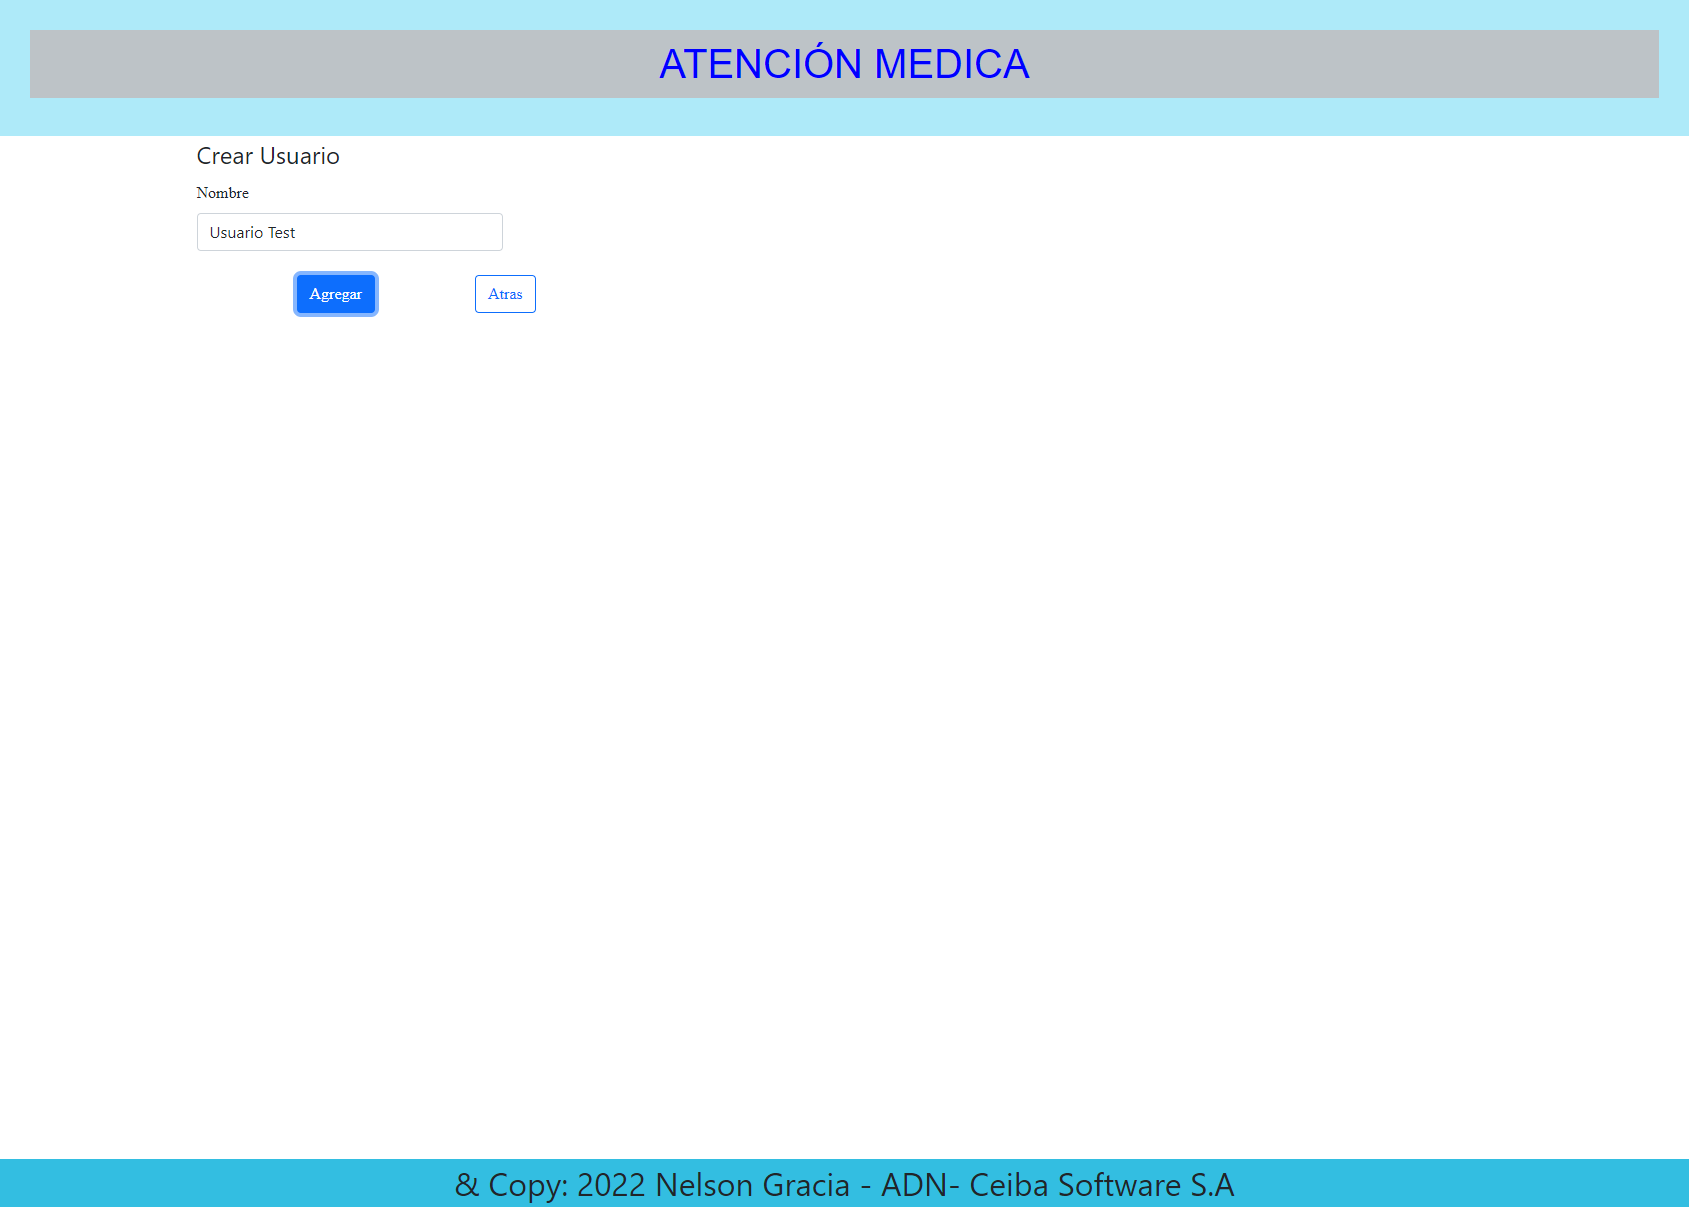 ATENCIÓN MEDICA
Crear Usuario
Nombre
Usuario Test
Agregar Atras
& Copy: 2022 Nelson Gracia - ADN- Ceiba Software S.A